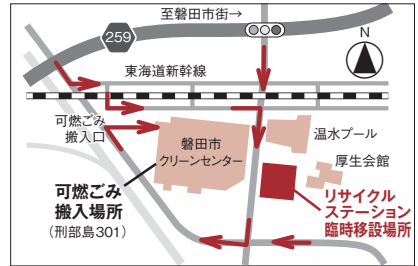 至磐田市街→
259
N
東海道新幹線
可燃ごみ
搬入口
磐田市
クリーンセンター
温水プール
厚生会館
可燃ごみ
搬入場所
(刑部島301)
リサイクル
ステーション
臨時移設場所